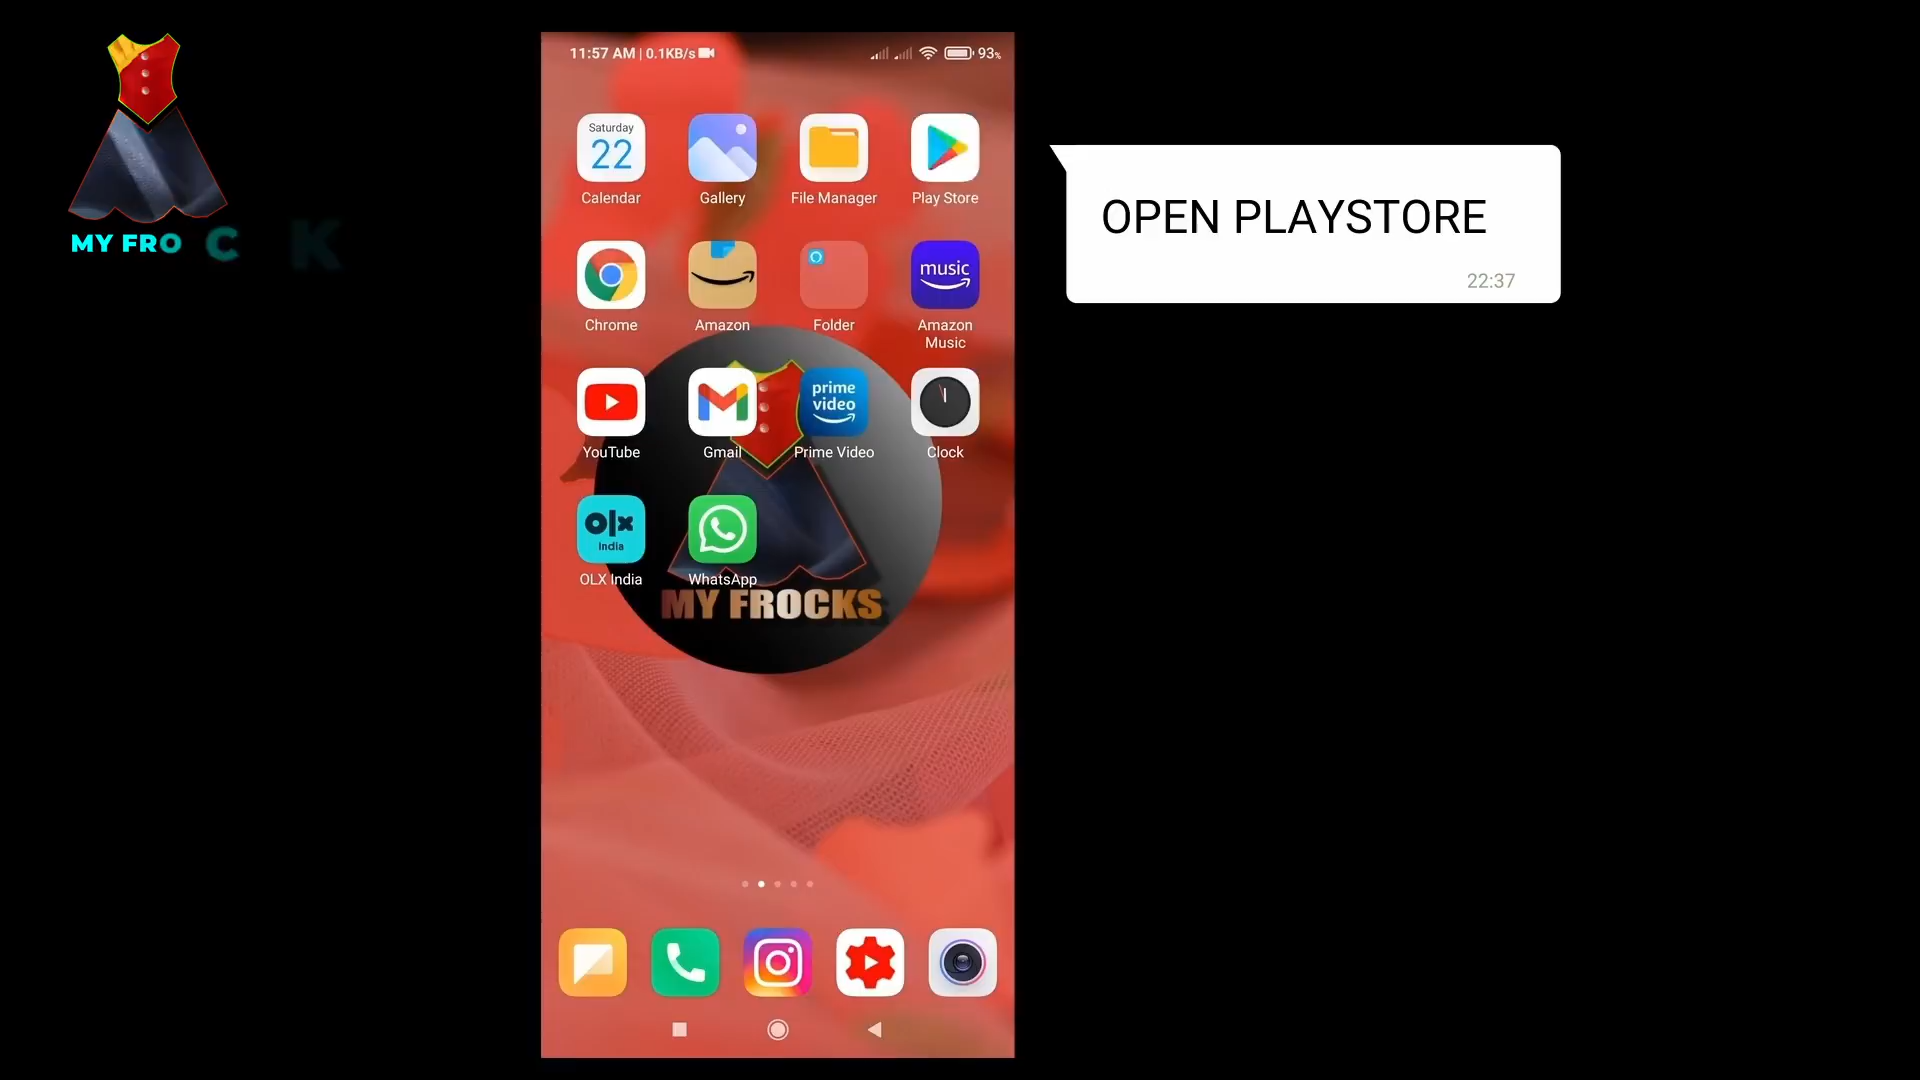 MY FROCK
11:57 AM | 0.1KB/s
93%
Saturday
22
Calendar
Gallery
File Manager
Play Store
music
Chrome
Amazon
Folder
Amazon
Music
prime
video
YouTube
Gmail
Prime Video
Clock
olx
india
OLX India
WhatsApp
MY FROCKS
OPEN PLAYSTORE
22:37